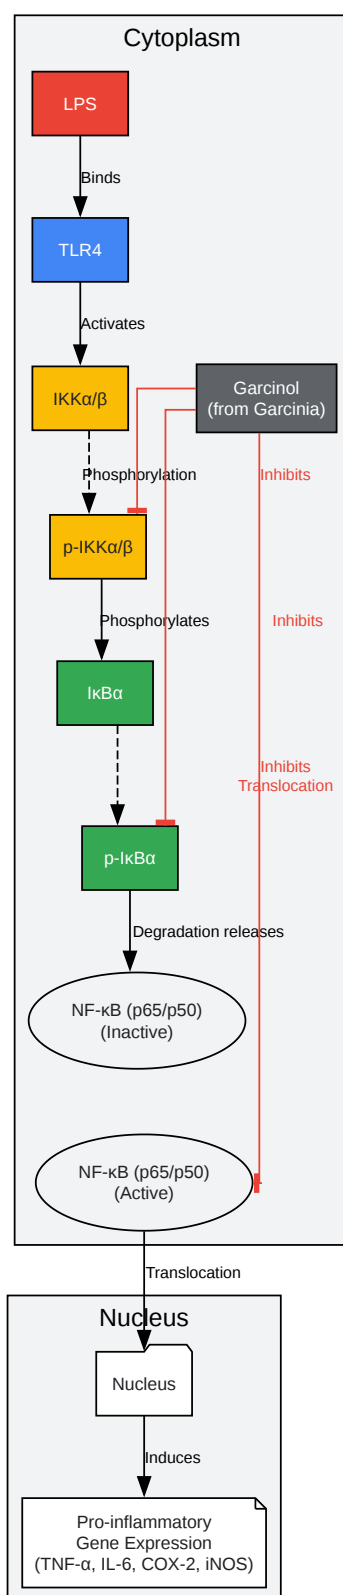 Cytoplasm
LPS
Binds
TLR4
Activates
IKKα/β
Garcinol
(from Garcinia)
Phosphorylation
Inhibits
p-IKKα/β
Phosphorylates
Inhibits
IκBα
Inhibits
Translocation
p-IκBα
Degradation releases
NF-κB (p65/p50)
(Inactive)
NF-κB (p65/p50)
(Active)
Translocation
Nucleus
Nucleus
Induces
Pro-inflammatory
Gene Expression
(TNF-α, IL-6, COX-2, iNOS)